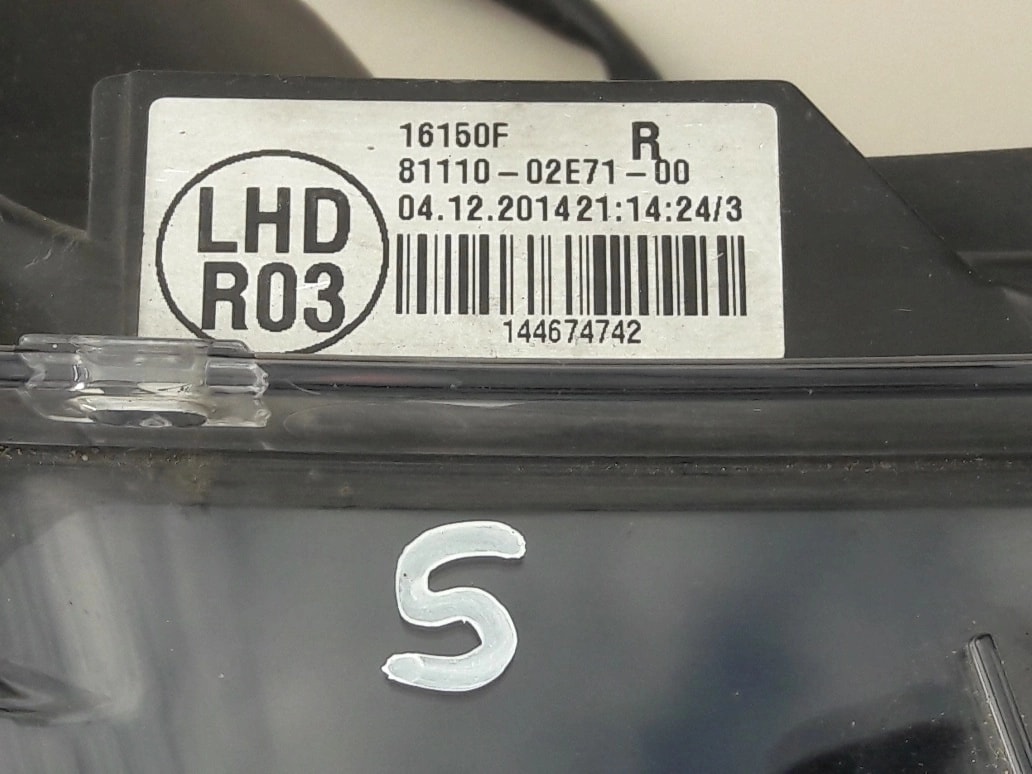 16150F R
81110-02E71-00
04.12.201421:14:24/3
LHD
R03
144674742
S